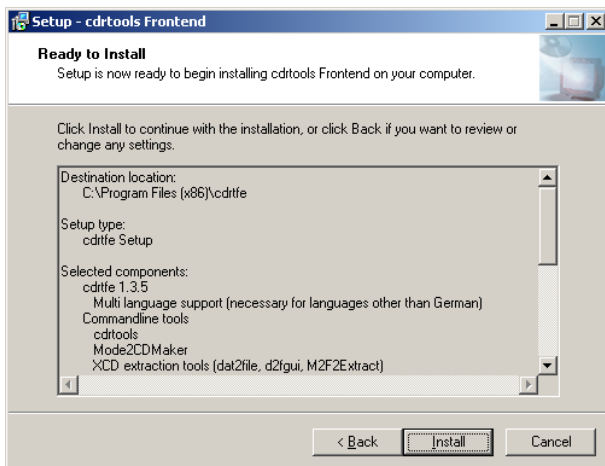 Setup - cdrtools Frontend
Ready to Install
Setup is now ready to begin installing cdrtools Frontend on your computer.
Click Install to continue with the installation, or click Back if you want to review or
change any settings.
Destination location:
C:\Program Files (x86)\cdrtfe
Setup type:
cdrtfe Setup
Selected components:
cdrtfe 1.3.5
Multi language support (necessary for languages other than German)
Commandline tools
cdrtools
Mode2CDMaker
XCD extraction tools (dat2file, d2fgui, M2F2Extract)
< Back
Install
Cancel